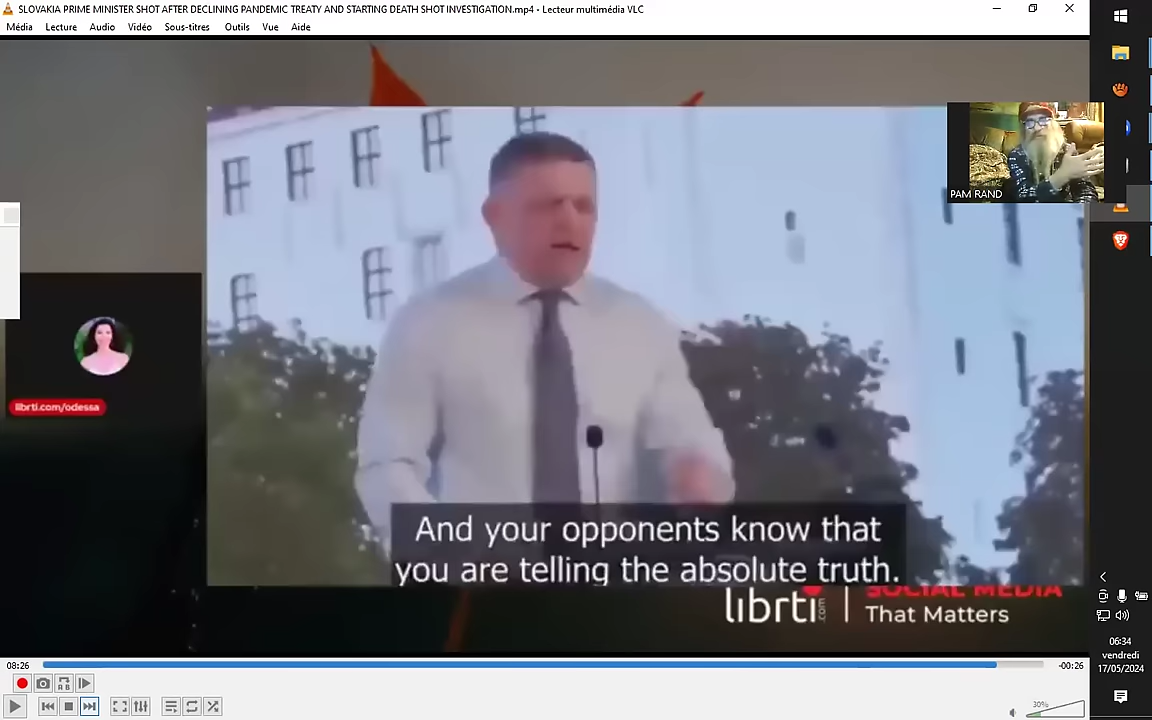 SLOVAKIA PRIME MINISTER SHOT AFTER DECLINING PANDEMIC TREATY AND STARTING DEATH SHOT INVESTIGATION.mp4 - Lecteur multimédia VLC
Média Lecture Audio Vidéo Sous-titres Outils Vue Aide
PAM RAND
librti.com/odessa
And your opponents know that
you are telling the absolute truth.
SOCIAL MEDIA
librti.com | That Matters
08:26
-00:26
30%
06:34
vendredi
17/05/2024